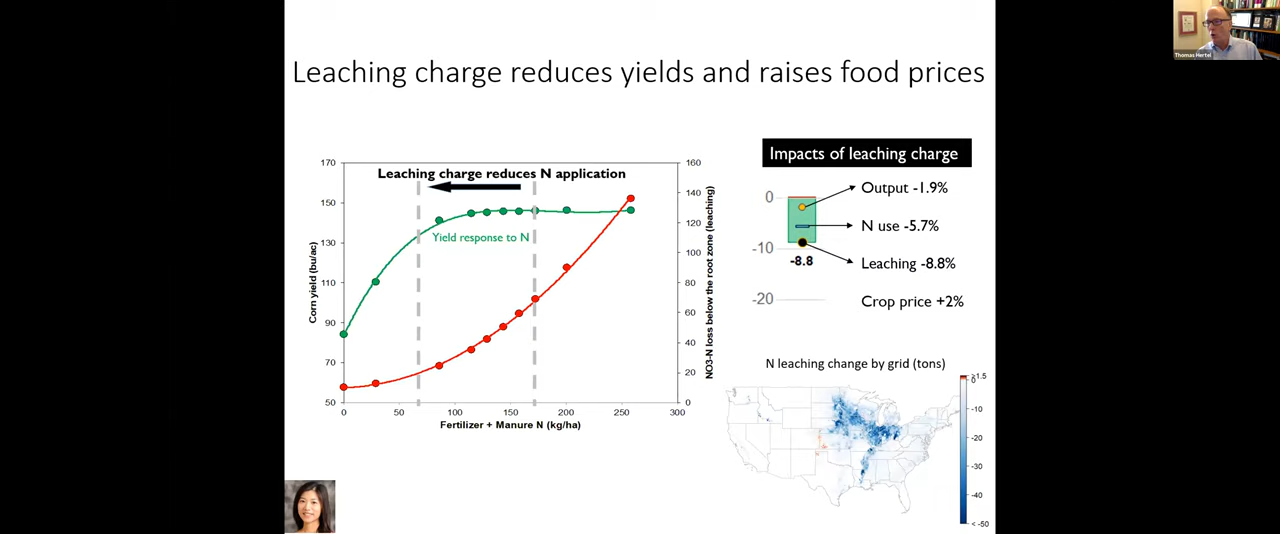 Thomas Hertel
Leaching charge reduces yields and raises food prices
Leaching charge reduces N application
Yield response to N
Corn yield (bu/ac)
170
150
130
110
90
70
50
160
140
120
100
80
60
40
20
0
NO3-N loss below the root zone (leaching)
0 50 100 150 200 250 300
Fertilizer + Manure N (kg/ha)
Impacts of leaching charge
0
-10
-20
-8.8
Output -1.9%
N use -5.7%
Leaching -8.8%
Crop price +2%
N leaching change by grid (tons)
≥1.5
0
-10
-20
-30
-40
< -50